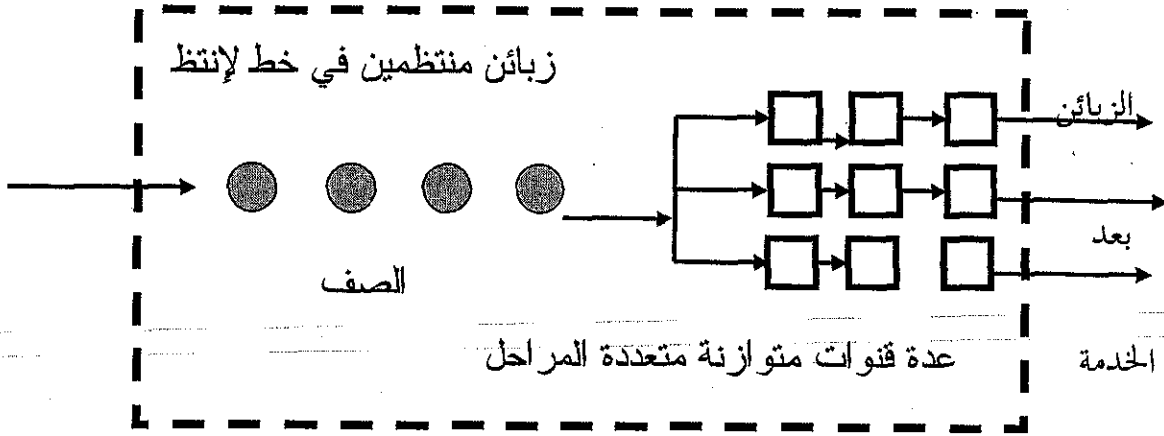 زبائن منتظمين في خط لإنتظ
الزبائن
بعد
الصف
عدة قنوات متوازنة متعددة المراحل
الخدمة